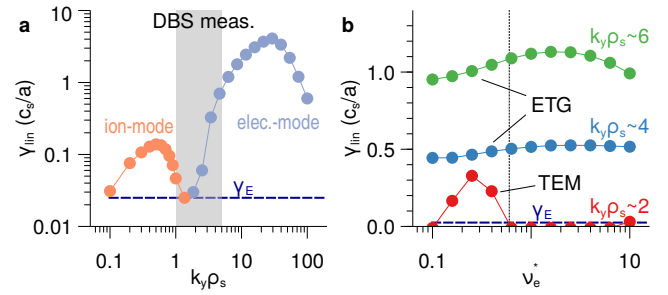 a
DBS meas.
10
1
0.1
0.01
γlin (cs/a)
ion-mode
elec.-mode
γE
0.1
1
10
100
kyρs
b
kyρs~6
1.0
ETG
0.5
kyρs~4
TEM
γE
kyρs~2
0.0
γlin (cs/a)
0.1
1
10
νe*